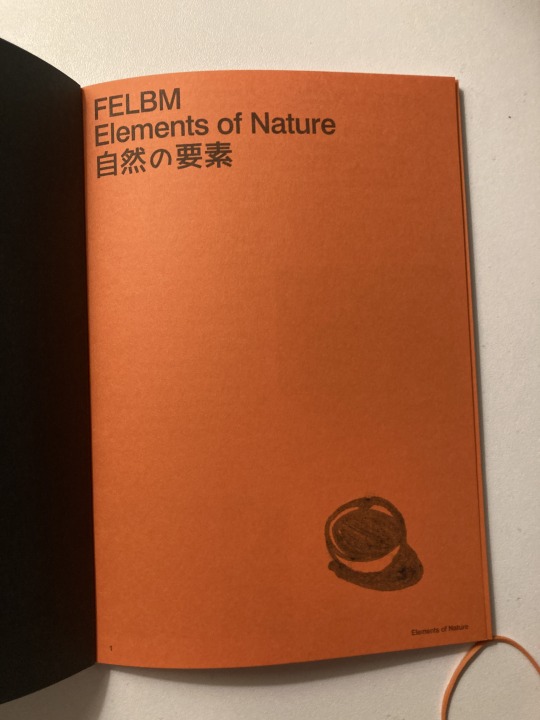 FELBM
Elements of Nature
自然の要素
1
Elements of Nature